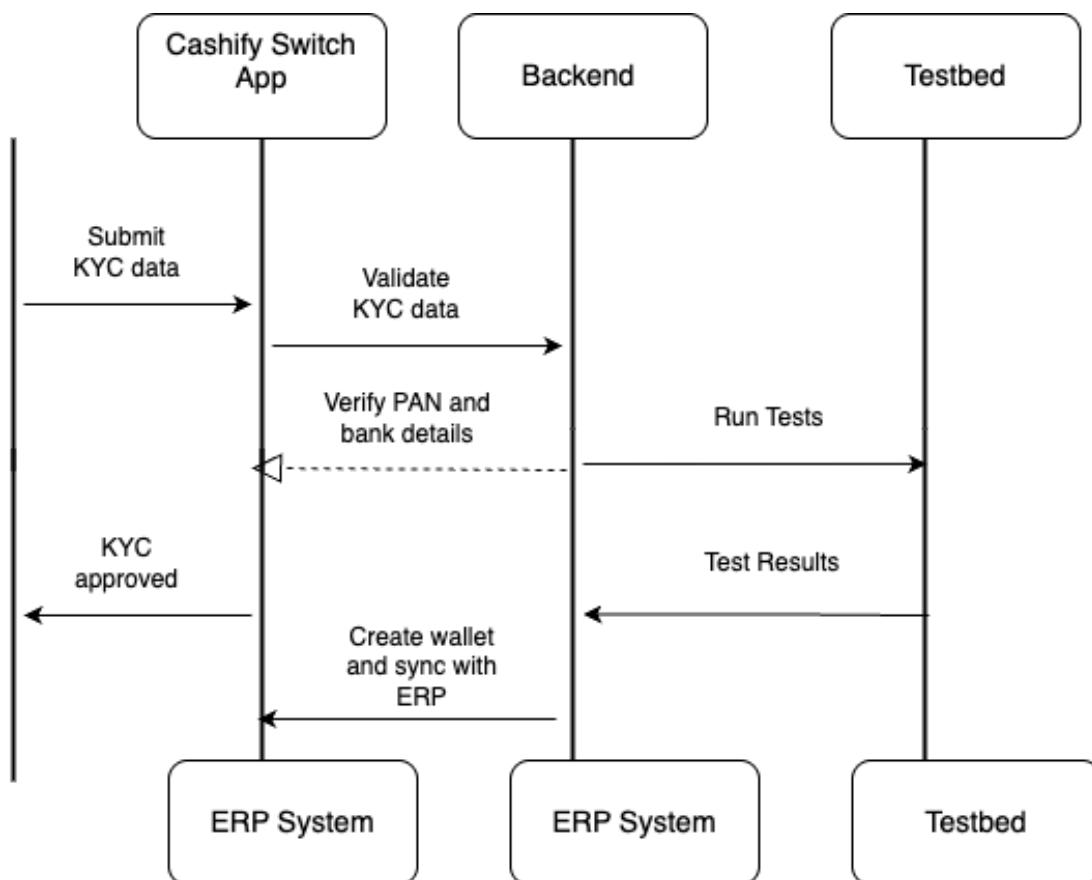 Cashify Switch
App
Backend
Testbed
Submit
KYC data
Validate
KYC data
Verify PAN and
bank details
Run Tests
KYC
approved
Test Results
Create wallet
and sync with
ERP
ERP System
ERP System
Testbed